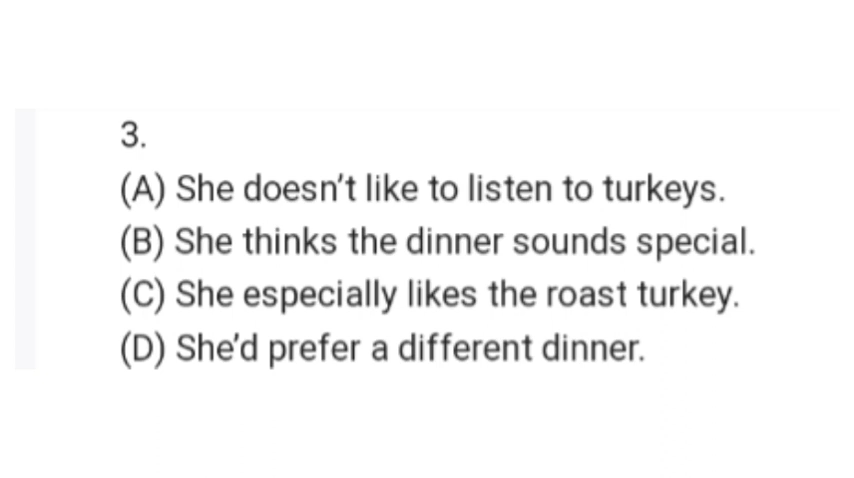 3.
(A) She doesn't like to listen to turkeys.
(B) She thinks the dinner sounds special.
(C) She especially likes the roast turkey.
(D) She'd prefer a different dinner.